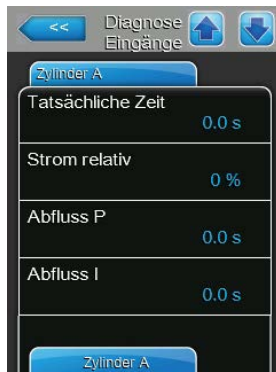 <<
Diagnose
Eingänge
Zylinder A
Tatsächliche Zeit
0.0 s
Strom relativ
0 %
Abfluss P
0.0 s
Abfluss I
0.0 s
Zylinder A